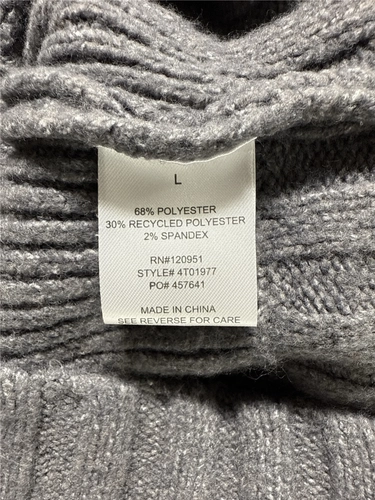 L
68% POLYESTER
30% RECYCLED POLYESTER
2% SPANDEX
RN#120951
STYLE# 4T01977
PO# 457641
MADE IN CHINA
SEE REVERSE FOR CARE